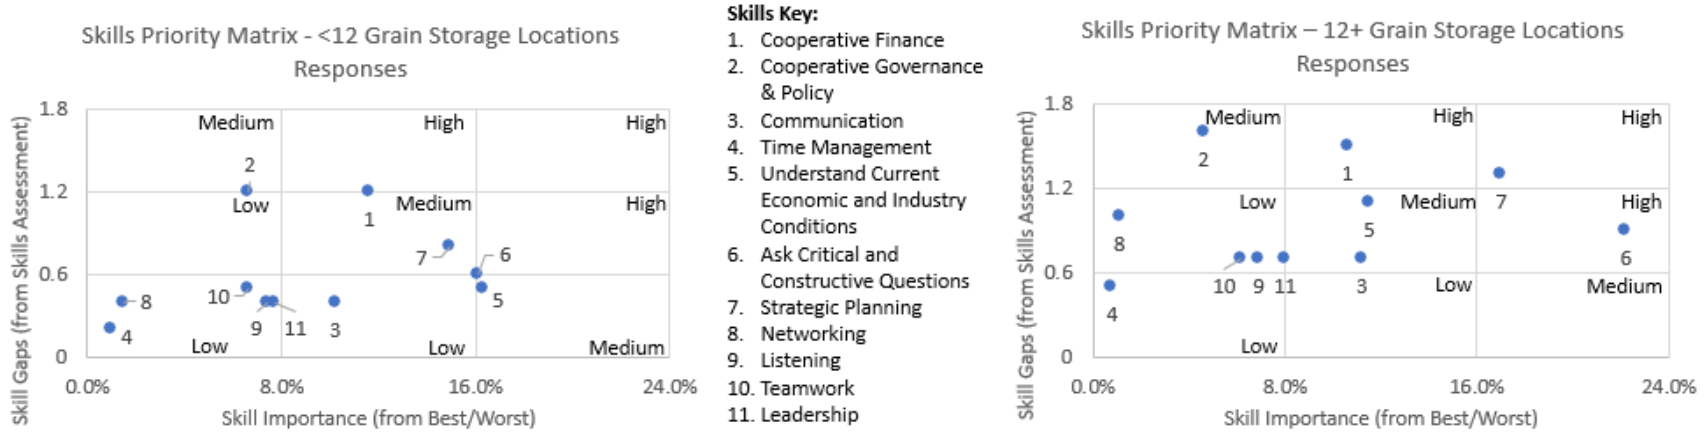 Skills Priority Matrix - <12 Grain Storage Locations
Responses
Skill Gaps (from Skills Assessment)
1.8
1.2
0.6
0
Medium
High
High
2
Low
1
Medium
High
7
6
5
10
8
4
9
11
3
Low
Low
Medium
0.0%
8.0%
16.0%
24.0%
Skill Importance (from Best/Worst)
Skills Key:
1. Cooperative Finance
2. Cooperative Governance
& Policy
3. Communication
4. Time Management
5. Understand Current
Economic and Industry
Conditions
6. Ask Critical and
Constructive Questions
7. Strategic Planning
8. Networking
9. Listening
10. Teamwork
11. Leadership
Skills Priority Matrix – 12+ Grain Storage Locations
Responses
Skill Gaps (from Skills Assessment)
1.8
1.2
0.6
0
Medium
High
High
2
1
Low
Medium
7
High
8
5
6
10
9
11
3
Low
Medium
4
Low
0.0%
8.0%
16.0%
24.0%
Skill Importance (from Best/Worst)